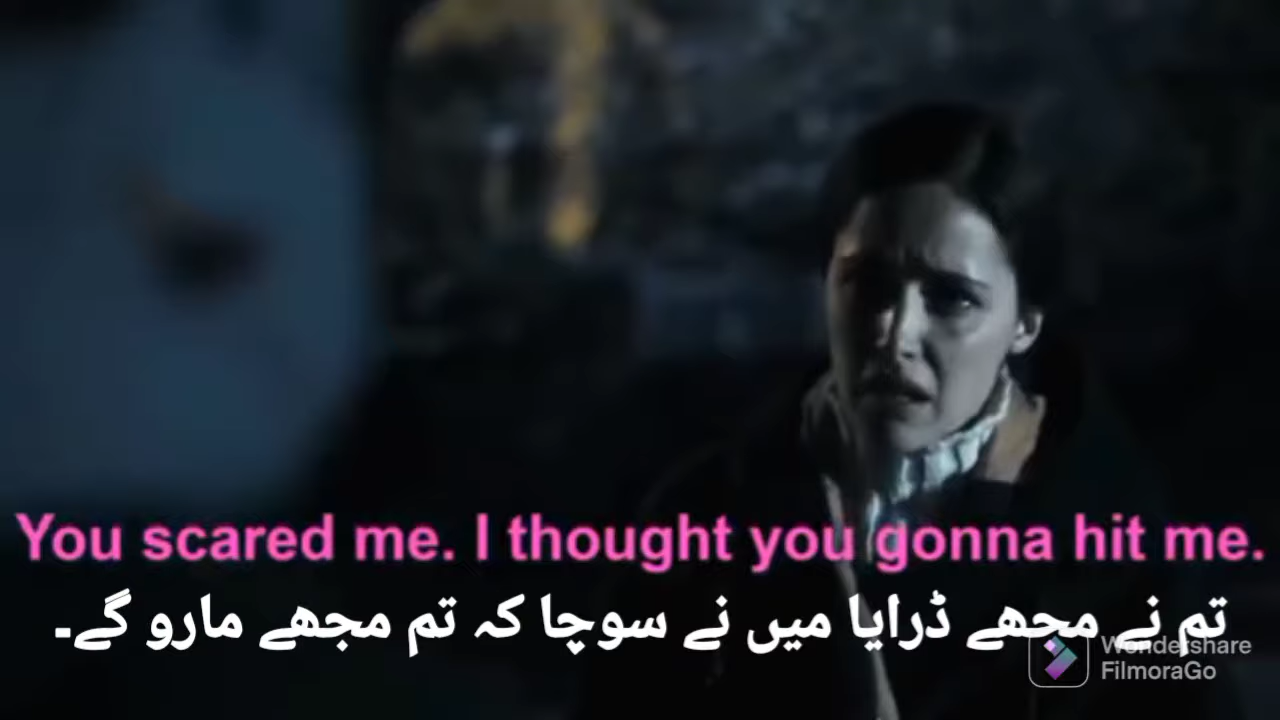 You scared me. I thought you gonna hit me.
تم نے مجھے ڈرایا میں نے سوچا کہ تم مجھے مارو گے۔
Wondershare
FilmoraGo